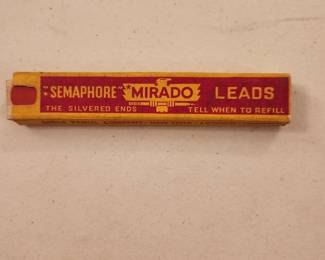 "SEMAPHORE" MIRADO LEADS
THE SILVERED ENDS TELL WHEN TO REFILL